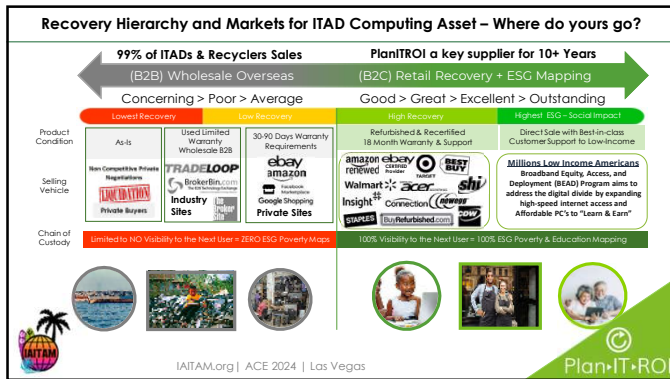 Recovery Hierarchy and Markets for ITAD Computing Asset – Where do yours go?
99% of ITADs & Recyclers Sales
PlanITROI a key supplier for 10+ Years
(B2B) Wholesale Overseas
(B2C) Retail Recovery + ESG Mapping
Concerning > Poor > Average
Good > Great > Excellent > Outstanding
Lowest Recovery
Low Recovery
High Recovery
Highest ESG – Social Impact
Product
Condition
As-Is
Used Limited
Warranty
Wholesale B2B
30-90 Days Warranty
Requirements
Refurbished & Recertified
18 Month Warranty & Support
Direct Sale with Best-in-class
Customer Support to Low-Income
Selling
Vehicle
Non Competitive Private
Negotiations
LIQUIDATION
Private Buyers
TRADELOOP
BrokerBin.com
Industry
Sites
the
broker
site
ebay
amazon
Facebook
Marketplace
Google Shopping
Private Sites
amazon
renewed
ebay
CERTIFIED
Provider
TARGET
BEST
BUY
Walmart
acer
shi
Insight
Connection
newegg
STAPLES
BuyRefurbished.com
CDW
Millions Low Income Americans
Broadband Equity, Access, and
Deployment (BEAD) Program aims to
address the digital divide by expanding
high-speed internet access and
Affordable PC's to "Learn & Earn"
Chain of
Custody
Limited to NO Visibility to the Next User = ZERO ESG Poverty Maps
100% Visibility to the Next User = 100% ESG Poverty & Education Mapping
IAITAM
IAITAM.org| ACE 2024 | Las Vegas
Plan IT ROI